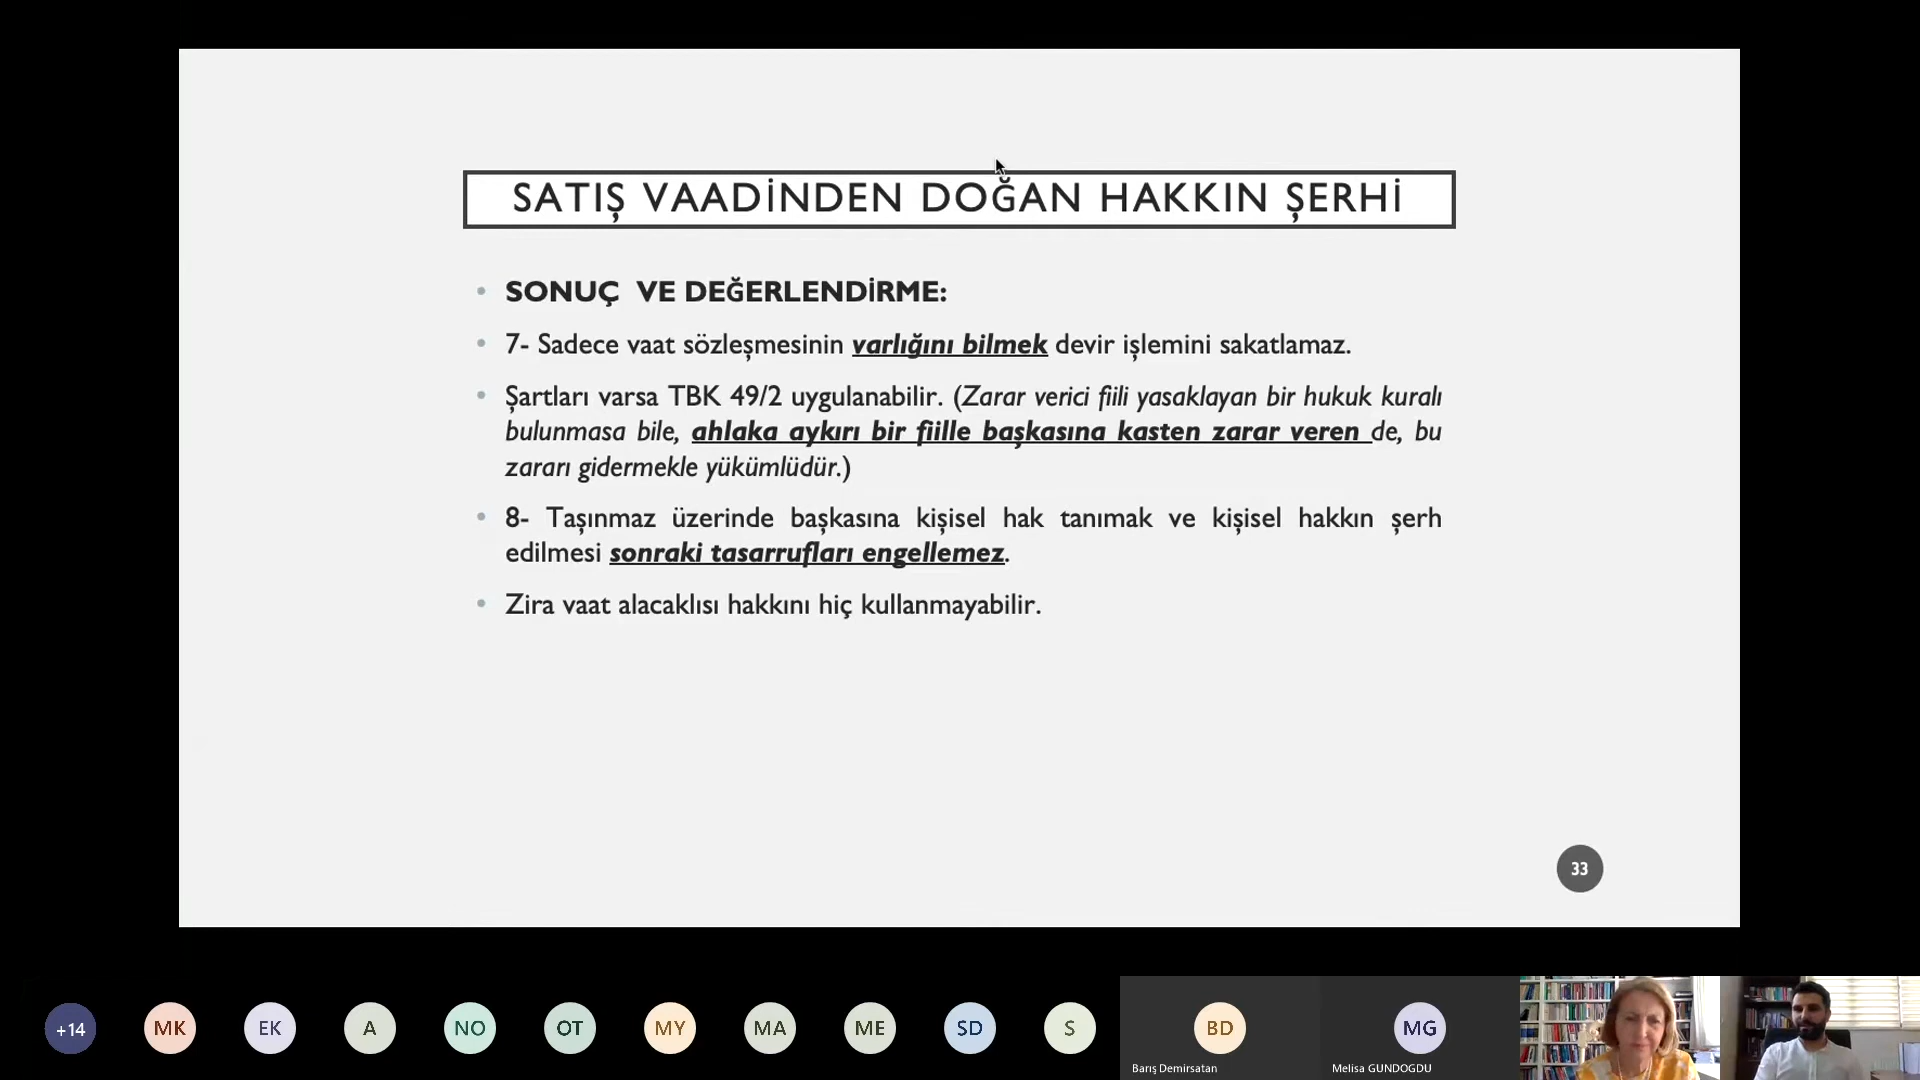 SATIŞ VAADİNDEN DOĞAN HAKKIN ŞERHİ
• SONUÇ VE DEĞERLENDİRME:
• 7- Sadece vaat sözleşmesinin varlığını bilmek devir işlemini sakatlamaz.
• Şartları varsa TBK 49/2 uygulanabilir. (Zarar verici fiili yasaklayan bir hukuk kuralı
bulunmasa bile, ahlaka aykırı bir fiille başkasına kasten zarar veren de, bu
zararı gidermekle yükümlüdür.)
• 8- Taşınmaz üzerinde başkasına kişisel hak tanımak ve kişisel hakkın şerh
edilmesi sonraki tasarrufları engellemez.
• Zira vaat alacaklısı hakkını hiç kullanmayabilir.
33
+14 MK EK A NO OT MY MA ME SD S BD MG
Barış Demirsatan Melisa GUNDOGDU